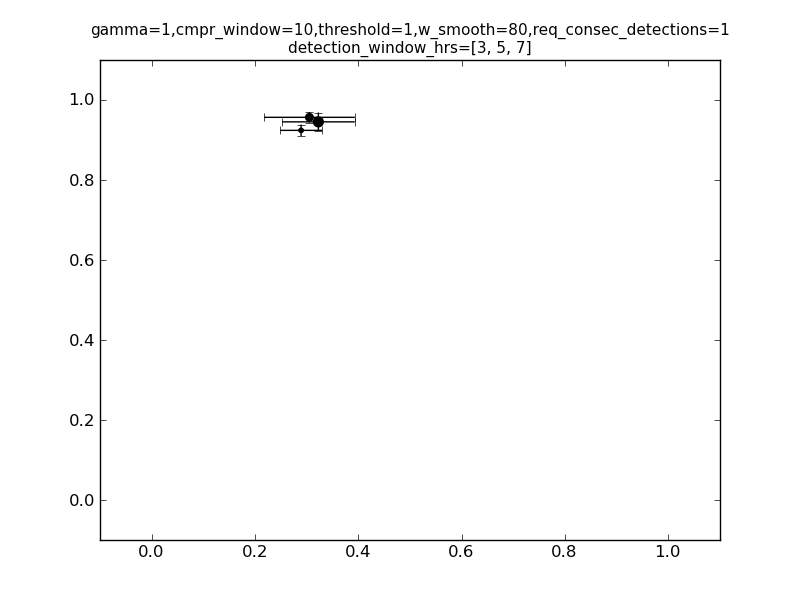 gamma=1,cmpr_window=10,threshold=1,w_smooth=80,req_consec_detections=1
detection_window_hrs=[3, 5, 7]
1.0
0.8
0.6
0.4
0.2
0.0
0.0 0.2 0.4 0.6 0.8 1.0